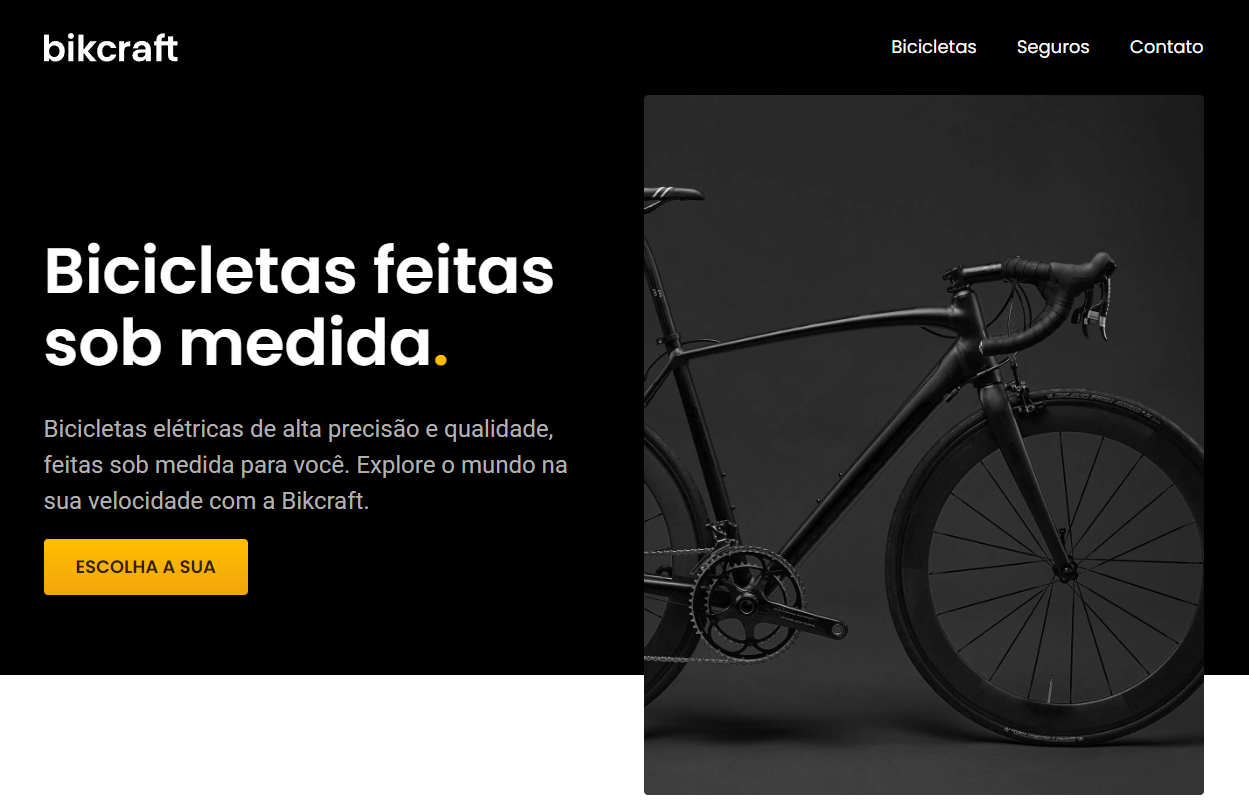 bikcraft
Bicicletas Seguros Contato
Bicicletas feitas
sob medida.
Bicicletas elétricas de alta precisão e qualidade,
feitas sob medida para você. Explore o mundo na
sua velocidade com a Bikcraft.
ESCOLHA A SUA